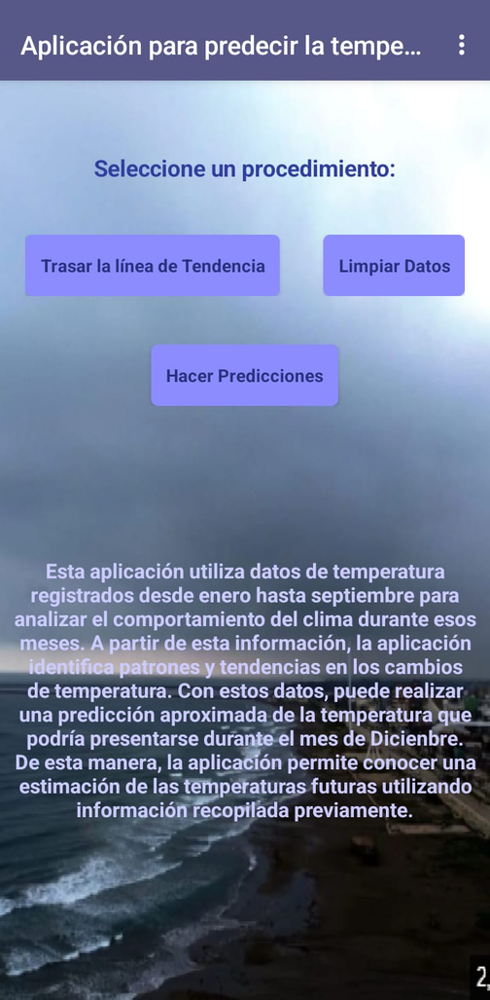 Aplicación para predecir la tempe...
Seleccione un procedimiento:
Trasar la línea de Tendencia
Limpiar Datos
Hacer Predicciones
Esta aplicación utiliza datos de temperatura
registrados desde enero hasta septiembre para
analizar el comportamiento del clima durante esos
meses. A partir de esta información, la aplicación
identifica patrones y tendencias en los cambios
de temperatura. Con estos datos, puede realizar
una predicción aproximada de la temperatura que
podría presentarse durante el mes de Dicienbre.
De esta manera, la aplicación permite conocer una
estimación de las temperaturas futuras utilizando
información recopilada previamente.
2